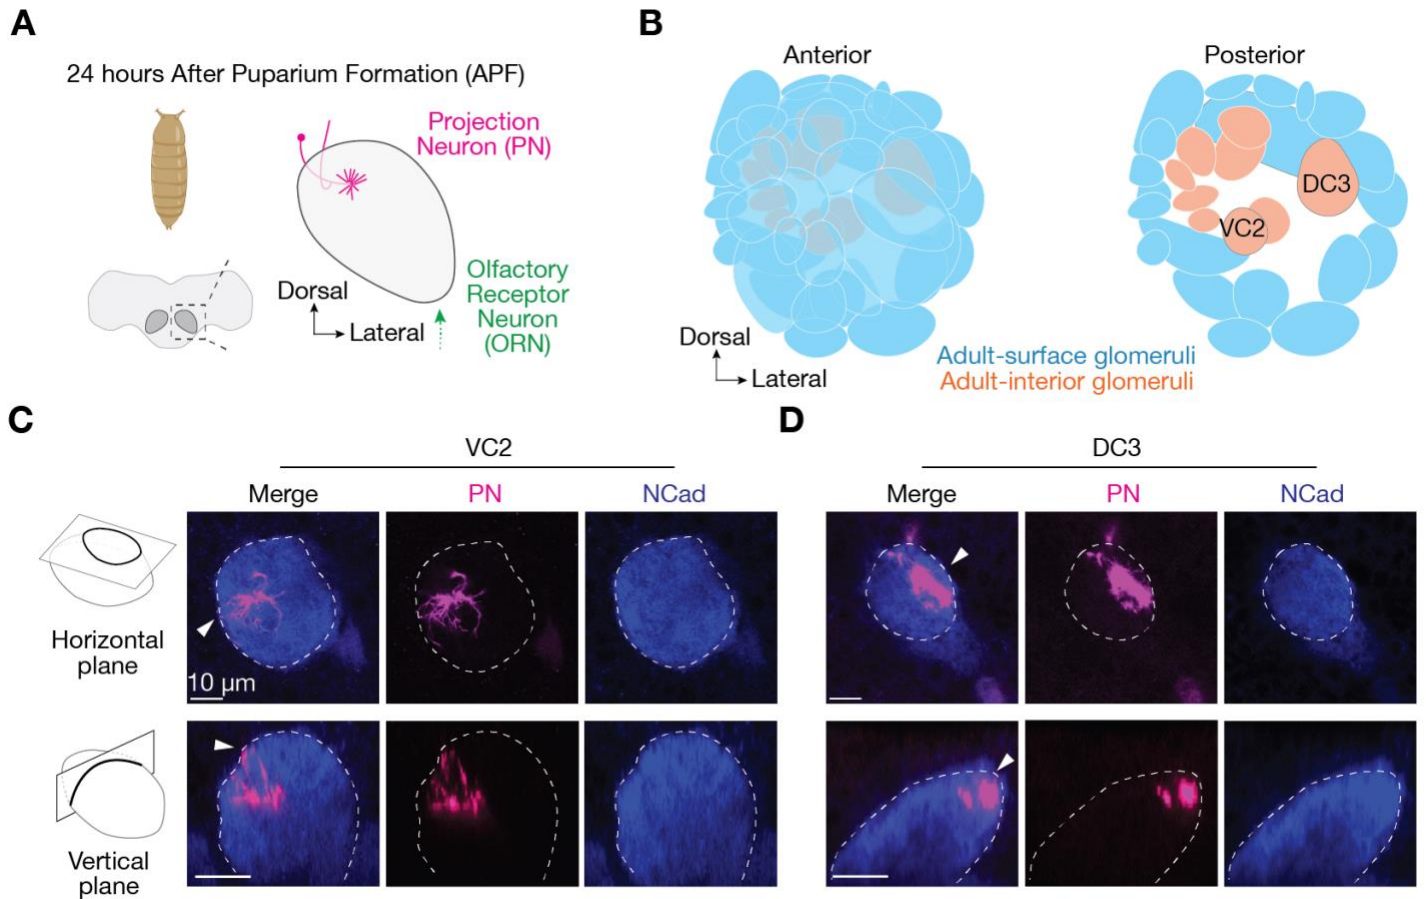 A
24 hours After Puparium Formation (APF)
Projection
Neuron (PN)
Olfactory
Receptor
Neuron
(ORN)
Dorsal
Lateral
B
Anterior
Posterior
DC3
VC2
Dorsal
Lateral
Adult-surface glomeruli
Adult-interior glomeruli
C
VC2
Merge
PN
NCad
Horizontal
plane
10 µm
Vertical
plane
D
DC3
Merge
PN
NCad